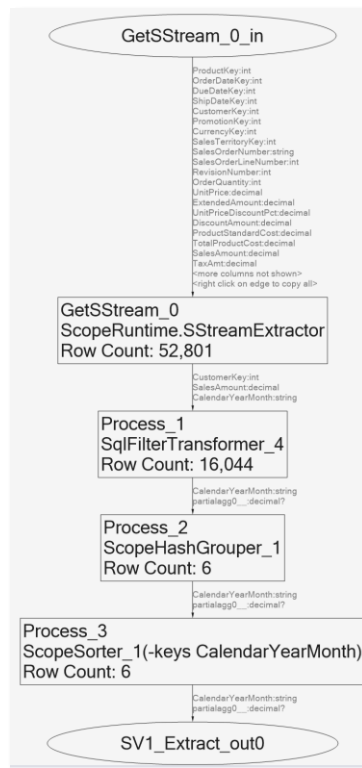 GetSStream_0_in
ProductKey:int
OrderDateKey:int
DueDateKey:int
ShipDateKey:int
CustomerKey:int
PromotionKey:int
CurrencyKey:int
SalesTerritoryKey:int
SalesOrderNumber:string
SalesOrderLineNumber:int
RevisionNumber:int
OrderQuantity:int
UnitPrice:decimal
ExtendedAmount:decimal
UnitPriceDiscountPct:decimal
DiscountAmount:decimal
ProductStandardCost:decimal
TotalProductCost:decimal
SalesAmount:decimal
TaxAmt:decimal
<more columns not shown>
<right click on edge to copy all>
GetSStream_0
ScopeRuntime.SStreamExtractor
Row Count: 52,801
CustomerKey:int
SalesAmount:decimal
CalendarYearMonth:string
Process_1
SqlFilterTransformer_4
Row Count: 16,044
CalendarYearMonth:string
partialagg0__:decimal?
Process_2
ScopeHashGrouper_1
Row Count: 6
CalendarYearMonth:string
partialagg0__:decimal?
Process_3
ScopeSorter_1(-keys CalendarYearMonth)
Row Count: 6
CalendarYearMonth:string
partialagg0__:decimal?
SV1_Extract_out0